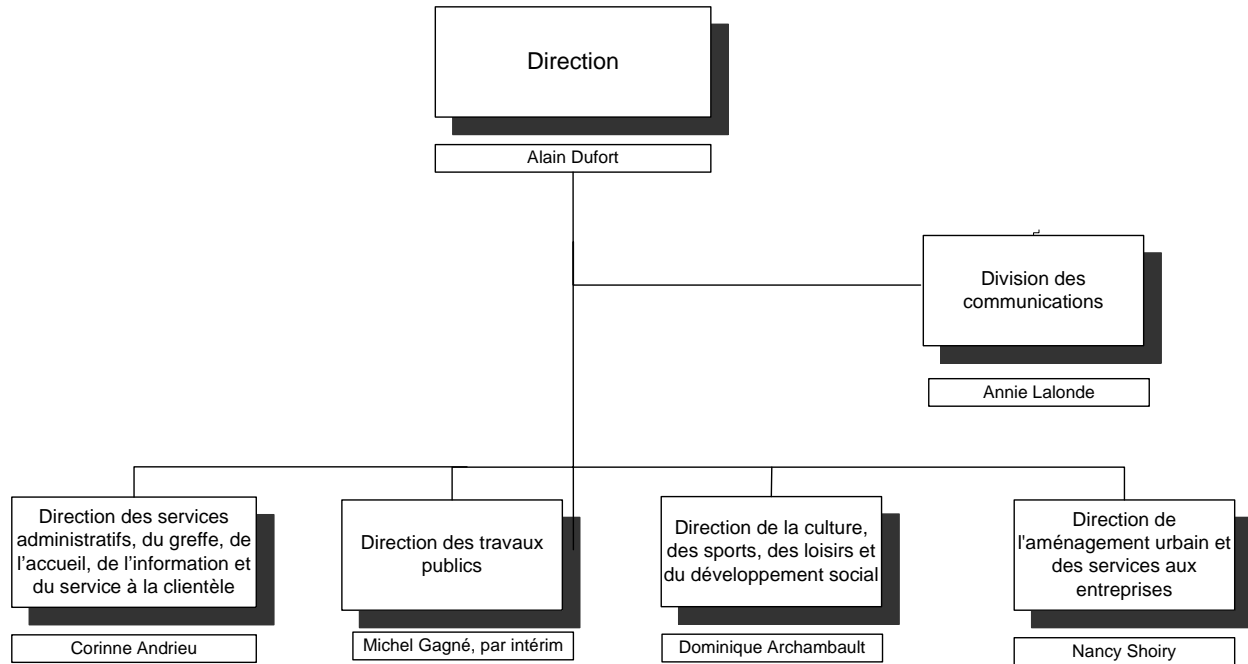 Direction
Alain Dufort
Division des
communications
Annie Lalonde
Direction des services
administratifs, du greffe, de
l’accueil, de l’information et
du service à la clientèle
Corinne Andrieu
Direction des travaux
publics
Michel Gagné, par intérim
Direction de la culture,
des sports, des loisirs et
du développement social
Dominique Archambault
Direction de
l'aménagement urbain et
des services aux
entreprises
Nancy Shoiry